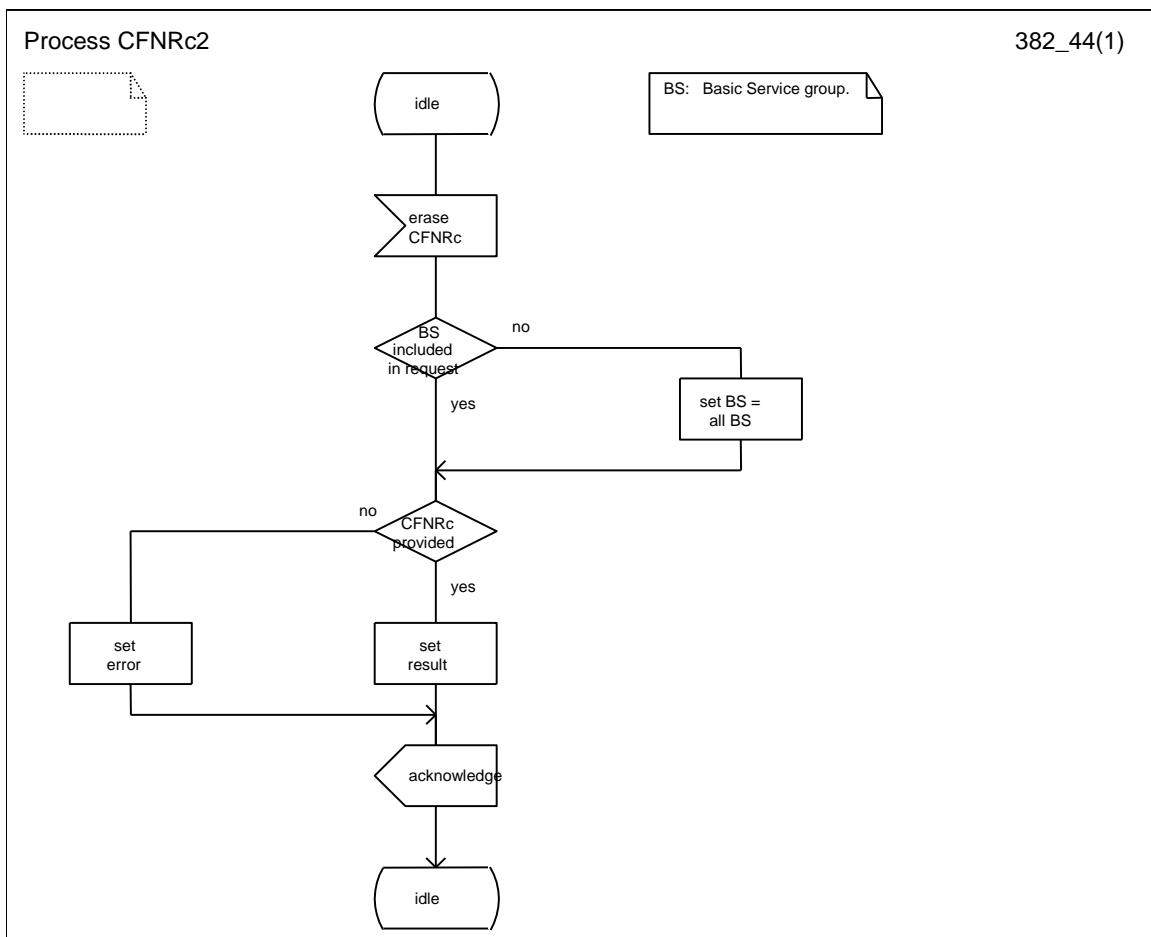 Process CFNRc2
382_44(1)
idle
BS: Basic Service group.
erase
CFNRc
BS
included
in request
no
yes
set BS =
all BS
no
CFNRc
provided
yes
set
error
set
result
acknowledge
idle